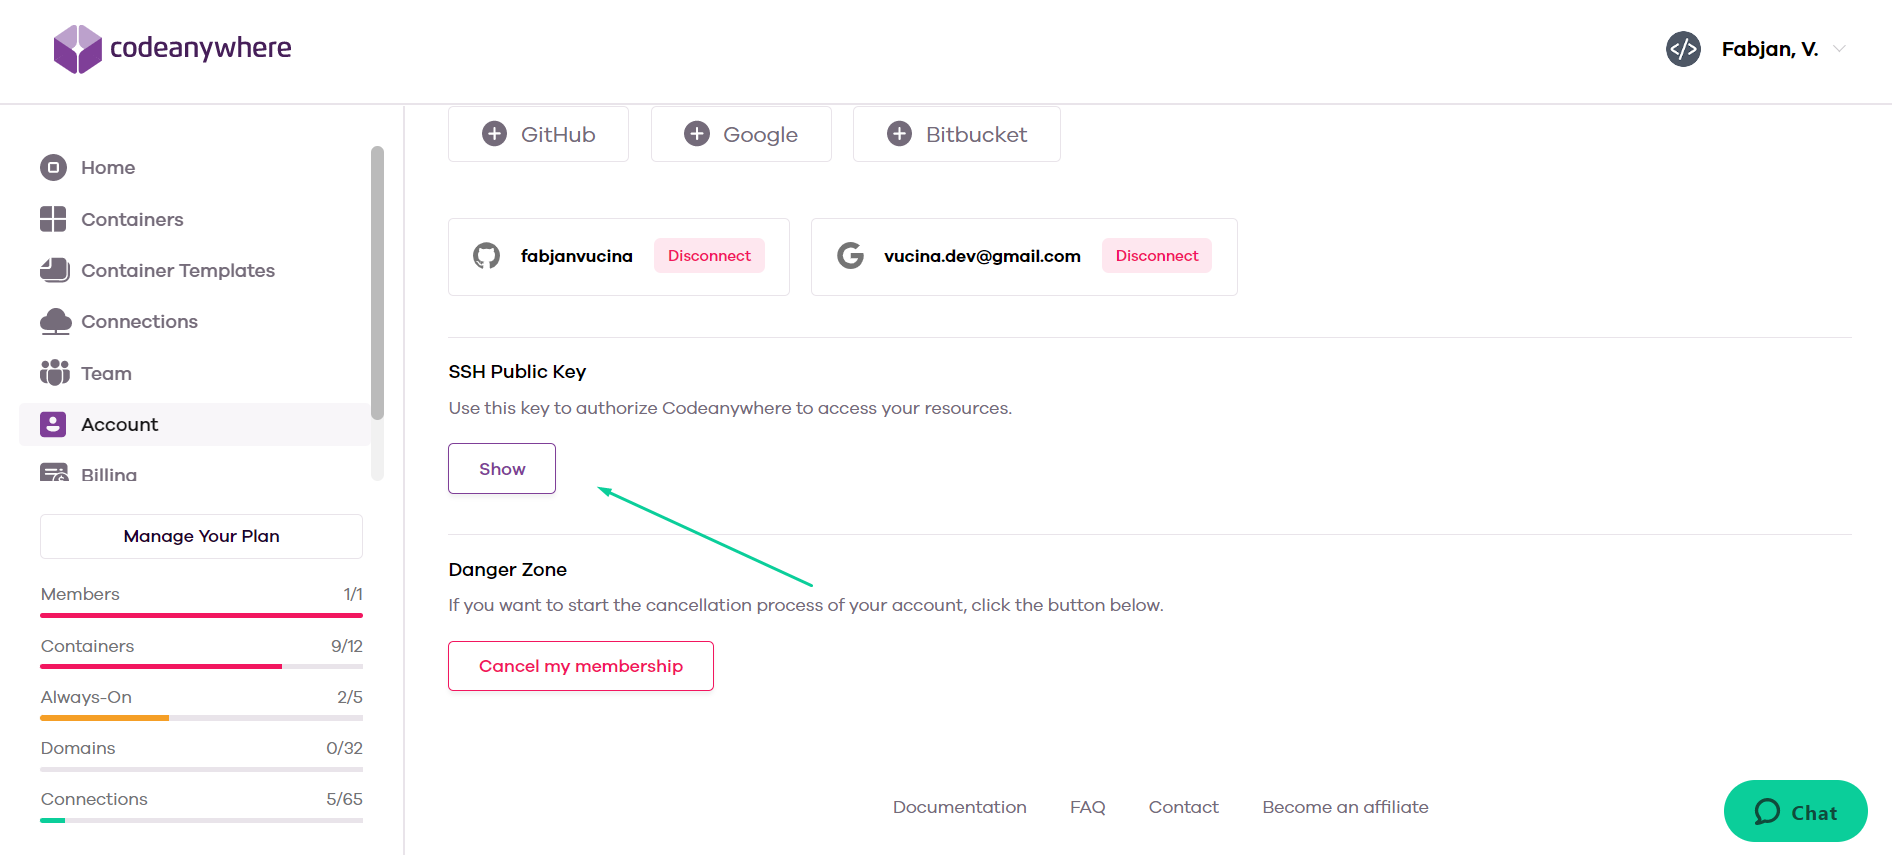 codeanywhere
Fabjan, V.
Home
Containers
Container Templates
Connections
Team
Account
Billing
Manage Your Plan
Members 1/1
Containers 9/12
Always-On 2/5
Domains 0/32
Connections 5/65
GitHub Google Bitbucket
fabjanvucina Disconnect vucina.dev@gmail.com Disconnect
SSH Public Key
Use this key to authorize Codeanywhere to access your resources.
Show
Danger Zone
If you want to start the cancellation process of your account, click the button below.
Cancel my membership
Documentation FAQ Contact Become an affiliate
Chat